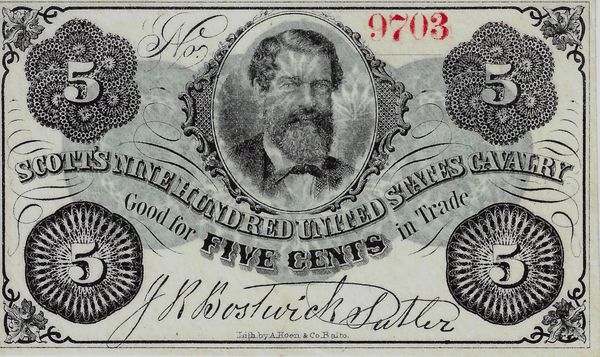 No. 9703
5 5
SCOTT'S NINE HUNDRED UNITED STATES CAVALRY
Good for FIVE CENTS in Trade
5 5
J R Bostwick Sutler
Lith. by A. Hoen & Co. Balto.